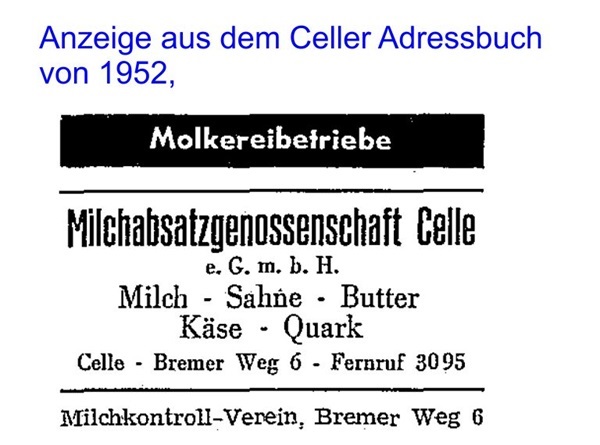 Anzeige aus dem Celler Adressbuch
von 1952,
Molkereibetriebe
Milchabsatzgenossenschaft Celle
e. G. m. b. H.
Milch - Sahne - Butter
Käse - Quark
Celle - Bremer Weg 6 - Fernruf 3095
Milchkontroll-Verein, Bremer Weg 6